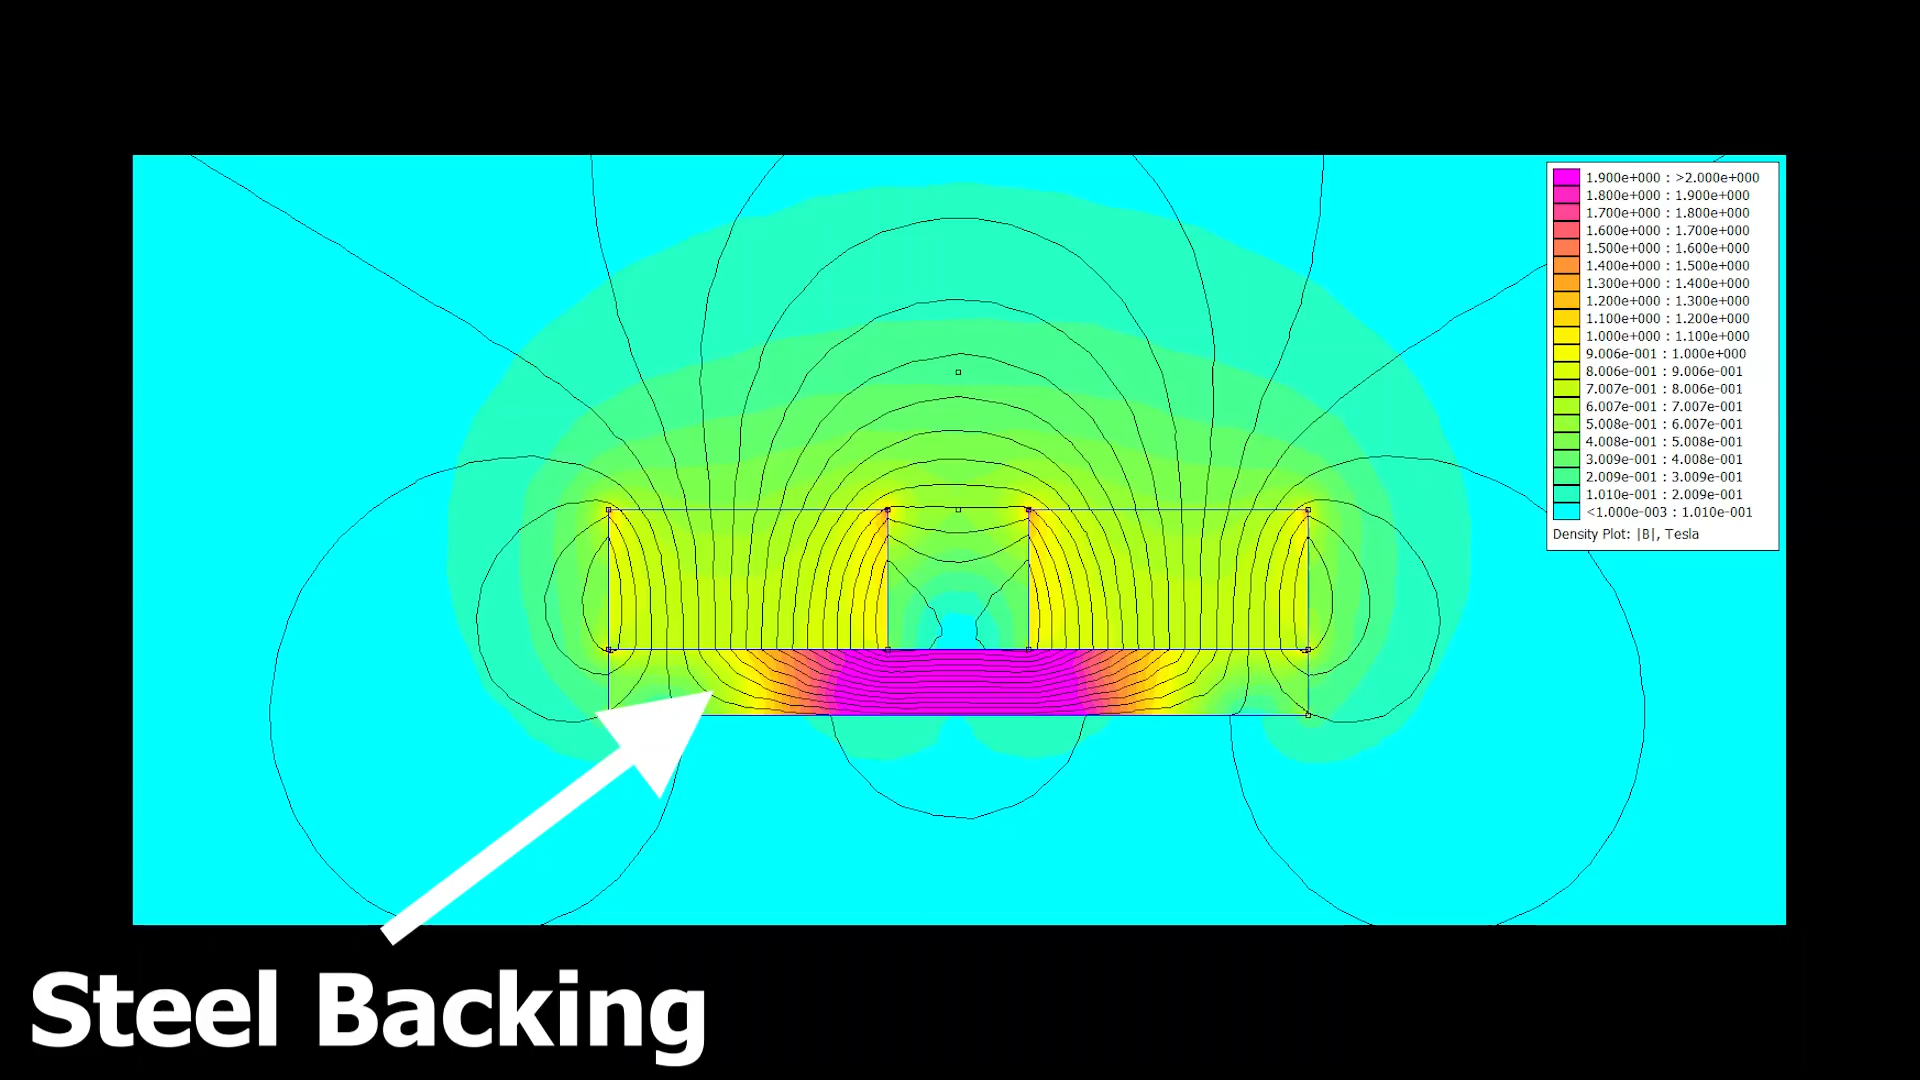 1.900e+000 : >2.000e+000
1.800e+000 : 1.900e+000
1.700e+000 : 1.800e+000
1.600e+000 : 1.700e+000
1.500e+000 : 1.600e+000
1.400e+000 : 1.500e+000
1.300e+000 : 1.400e+000
1.200e+000 : 1.300e+000
1.100e+000 : 1.200e+000
1.000e+000 : 1.100e+000
9.006e-001 : 1.000e+000
8.006e-001 : 9.006e-001
7.007e-001 : 8.006e-001
6.007e-001 : 7.007e-001
5.008e-001 : 6.007e-001
4.008e-001 : 5.008e-001
3.009e-001 : 4.008e-001
2.009e-001 : 3.009e-001
1.010e-001 : 2.009e-001
<1.000e-003 : 1.010e-001
Density Plot: |B|, Tesla
Steel Backing